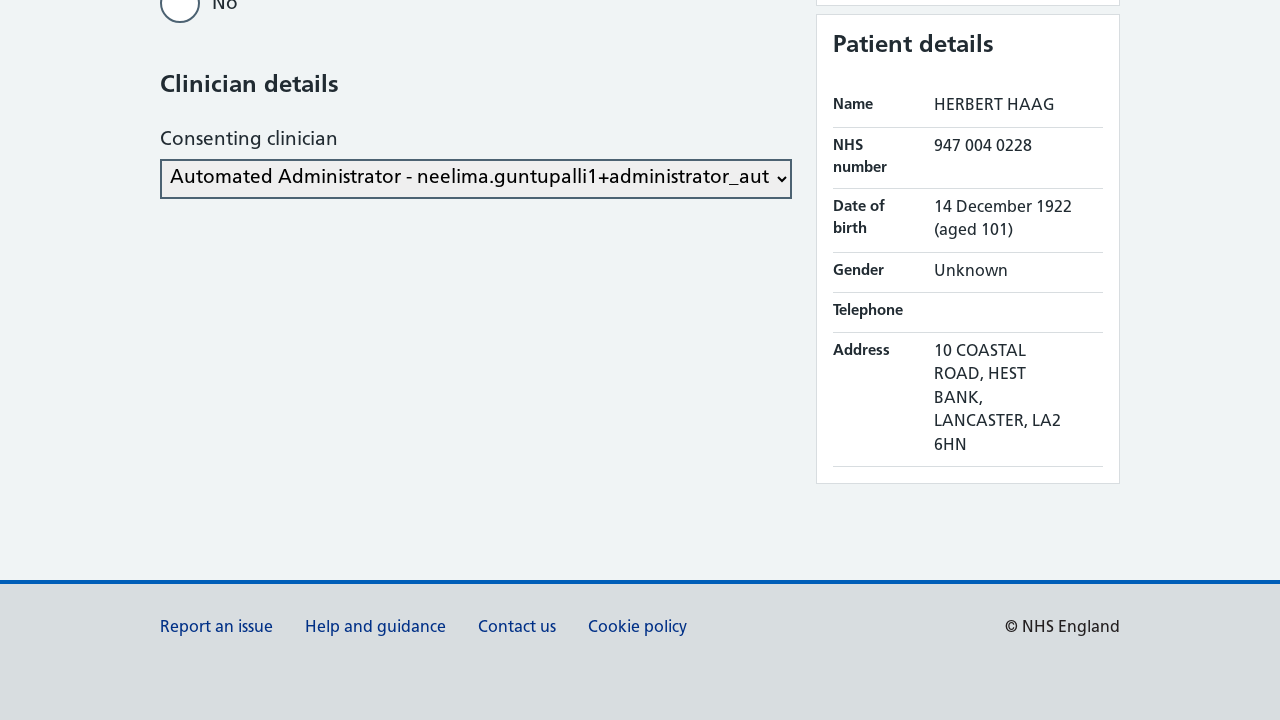 No
Clinician details
Consenting clinician
Automated Administrator - neelima.guntupalli1+administrator_aut
Patient details
Name HERBERT HAAG
NHS number 947 004 0228
Date of birth 14 December 1922 (aged 101)
Gender Unknown
Telephone
Address 10 COASTAL
ROAD, HEST
BANK,
LANCASTER, LA2
6HN
Report an issue Help and guidance Contact us Cookie policy © NHS England